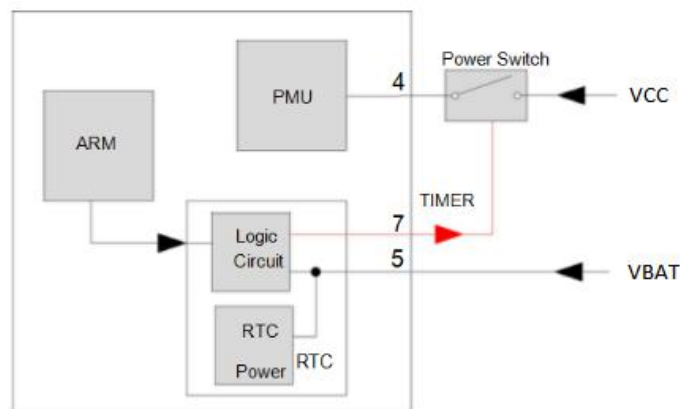 Power Switch
4
PMU
VCC
ARM
TIMER
7
Logic
Circuit
5
VBAT
RTC
Power
RTC